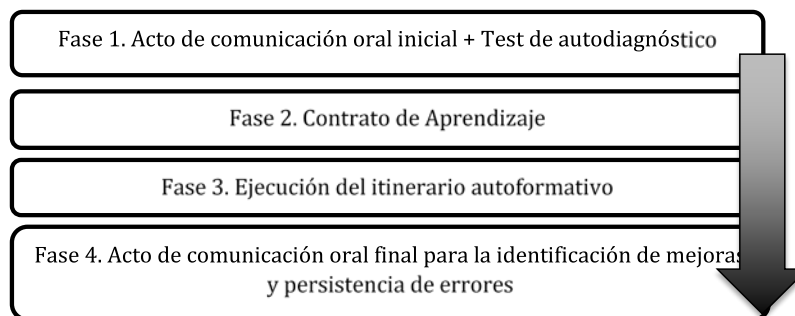 Fase 1. Acto de comunicación oral inicial + Test de autodiagnóstico
Fase 2. Contrato de Aprendizaje
Fase 3. Ejecución del itinerario autoformativo
Fase 4. Acto de comunicación oral final para la identificación de mejoras
y persistencia de errores